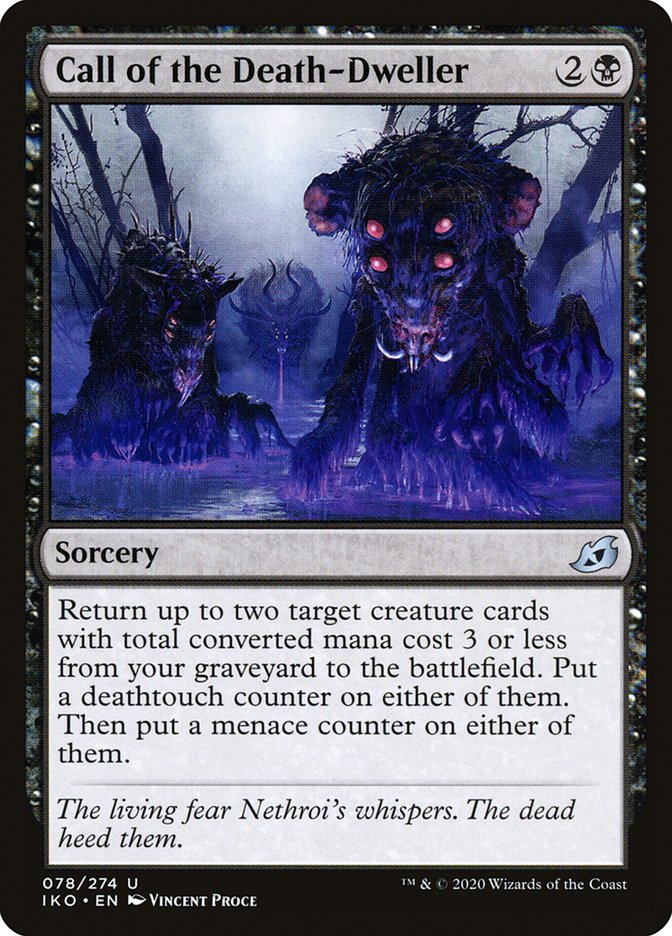 Call of the Death-Dweller 2
Sorcery
Return up to two target creature cards
with total converted mana cost 3 or less
from your graveyard to the battlefield. Put
a deathtouch counter on either of them.
Then put a menace counter on either of
them.
The living fear Nethroi's whispers. The dead
heed them.
078/274 U
IKO • EN Vincent Proce
™ & © 2020 Wizards of the Coast